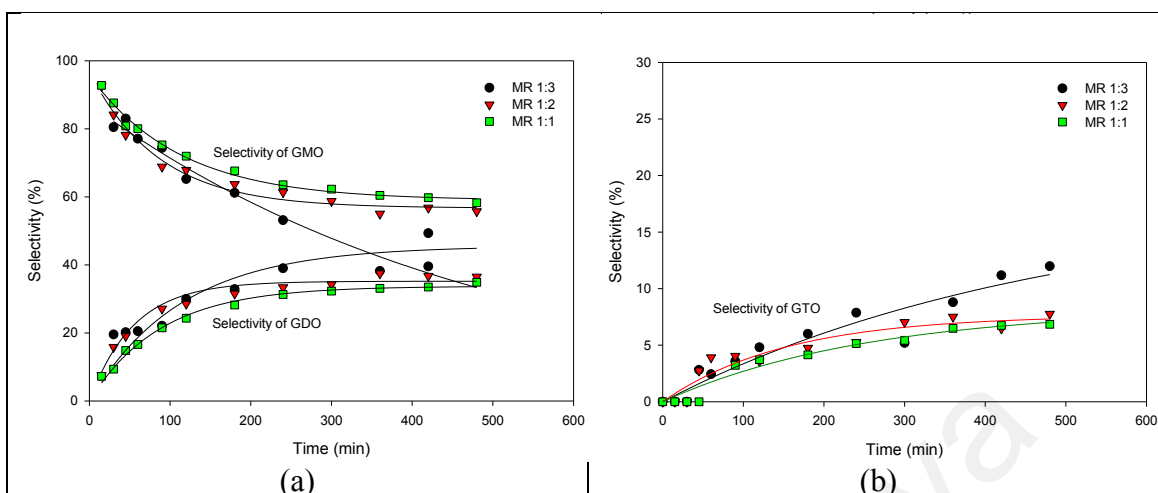 100
80
60
40
20
0
Selectivity (%)
MR 1:3
MR 1:2
MR 1:1
Selectivity of GMO
Selectivity of GDO
0 100 200 300 400 500 600
Time (min)
(a)
30
25
20
15
10
5
0
Selectivity (%)
MR 1:3
MR 1:2
MR 1:1
Selectivity of GTO
0 100 200 300 400 500 600
Time (min)
(b)